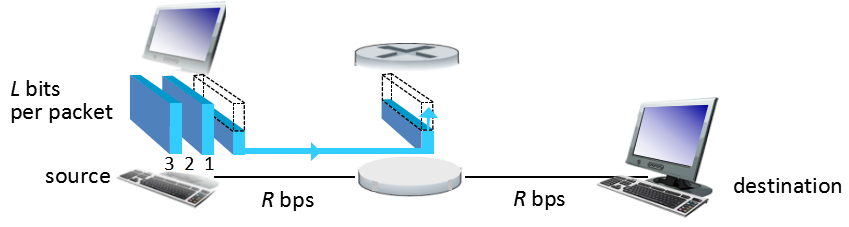 L bits
per packet
3 2 1
source
R bps
R bps
destination